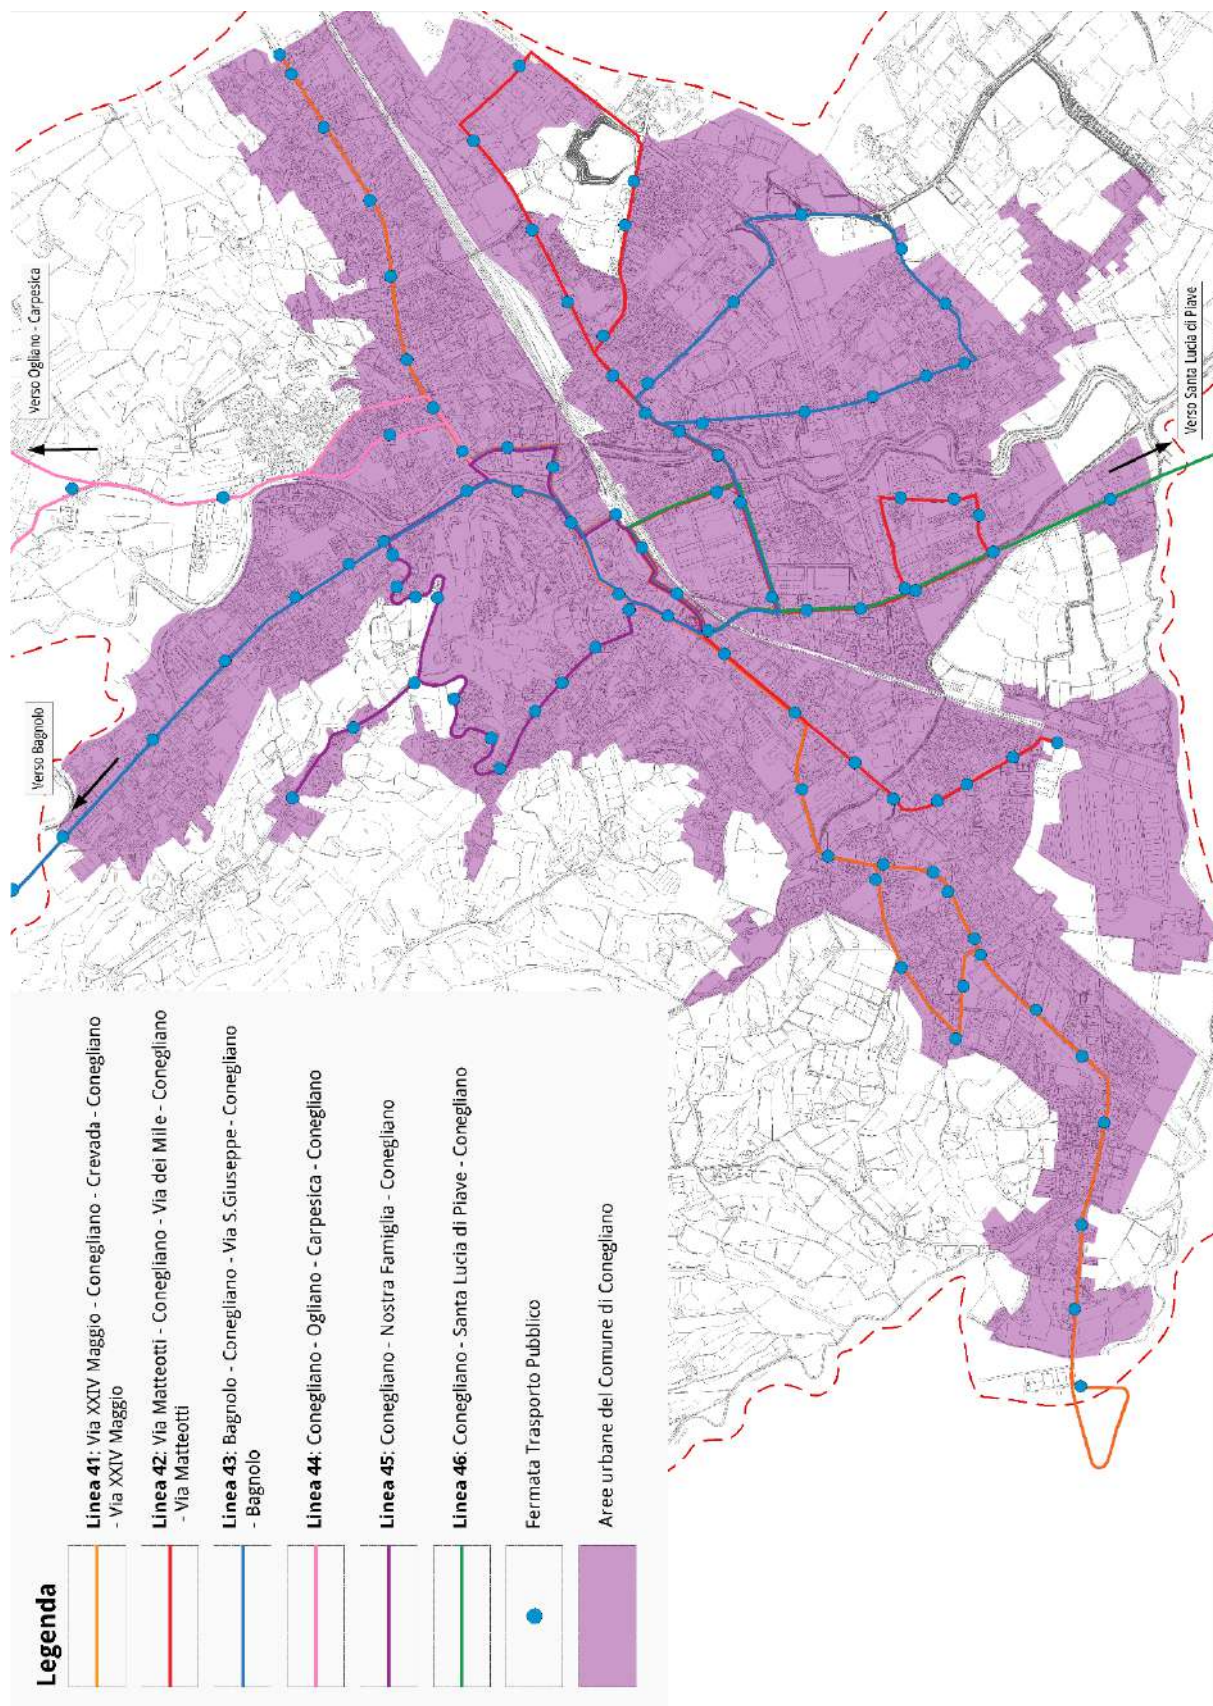 Legenda
Linea 41: Via XXIV Maggio - Conegliano - Crevada - Conegliano
- Via XXIV Maggio
Linea 42: Via Matteotti - Conegliano - Via dei Mile - Conegliano
- Via Matteotti
Linea 43: Bagnolo - Conegliano - Via S.Giuseppe - Conegliano
- Bagnolo
Linea 44: Conegliano - Ogliano - Carpesica - Conegliano
Linea 45: Conegliano - Nostra Famiglia - Conegliano
Linea 46: Conegliano - Santa Lucia di Piave - Conegliano
Fermata Trasporto Pubblico
Aree urbane del Comune di Conegliano
Verso Bagnolo
Verso Ogliano - Carpesica
Verso Santa Lucia di Piave